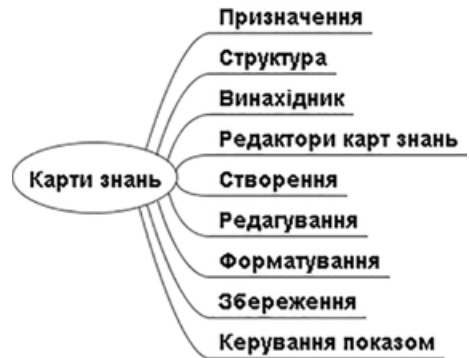 Призначення
Структура
Винахідник
Редактори карт знань
Карти знань
Створення
Редагування
Форматування
Збереження
Керування показом